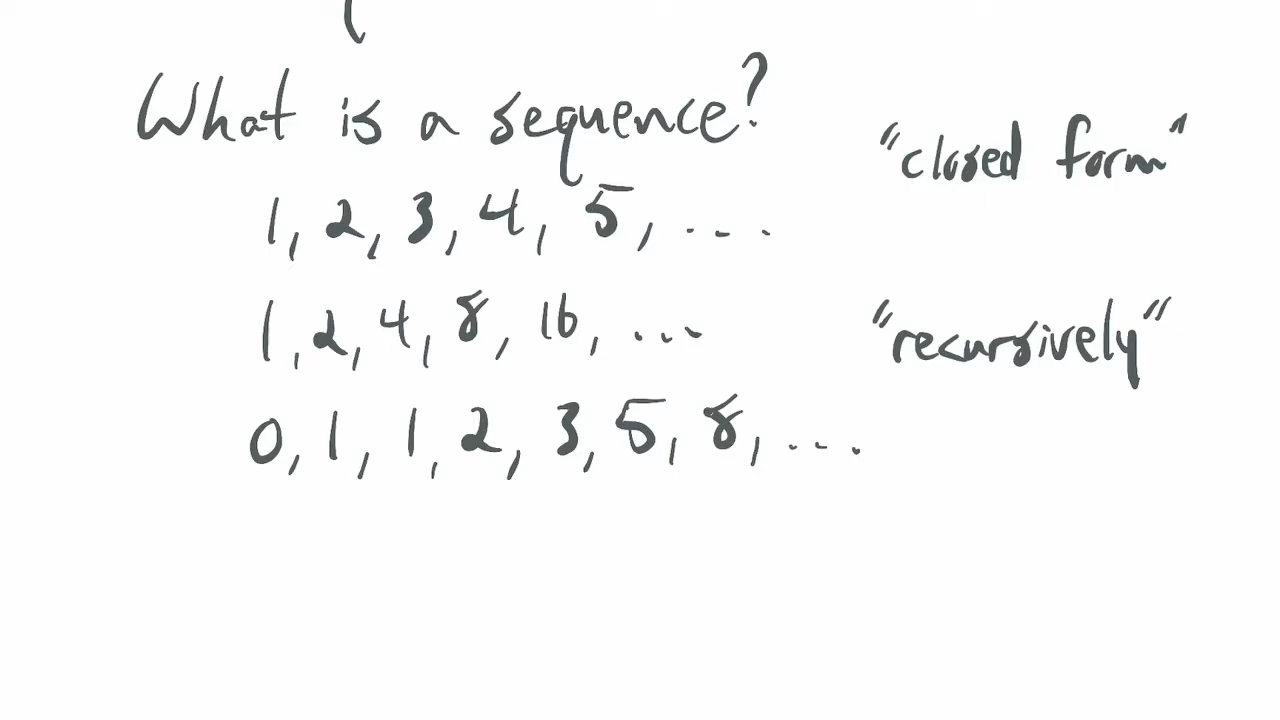 What is a sequence?
"closed form"
1, 2, 3, 4, 5, ...
1, 2, 4, 8, 16, ...
"recursively"
0, 1, 1, 2, 3, 5, 8, ...